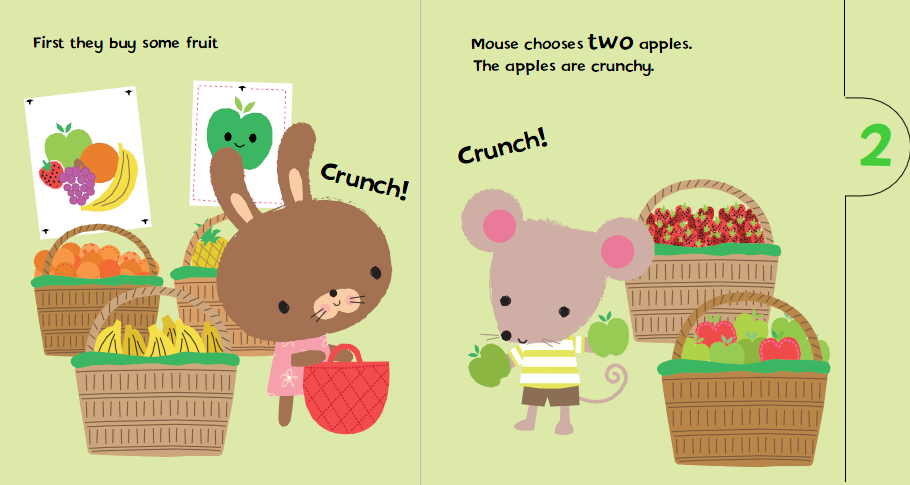 First they buy some fruit
Crunch!
Mouse chooses two apples.
The apples are crunchy.
Crunch!
2